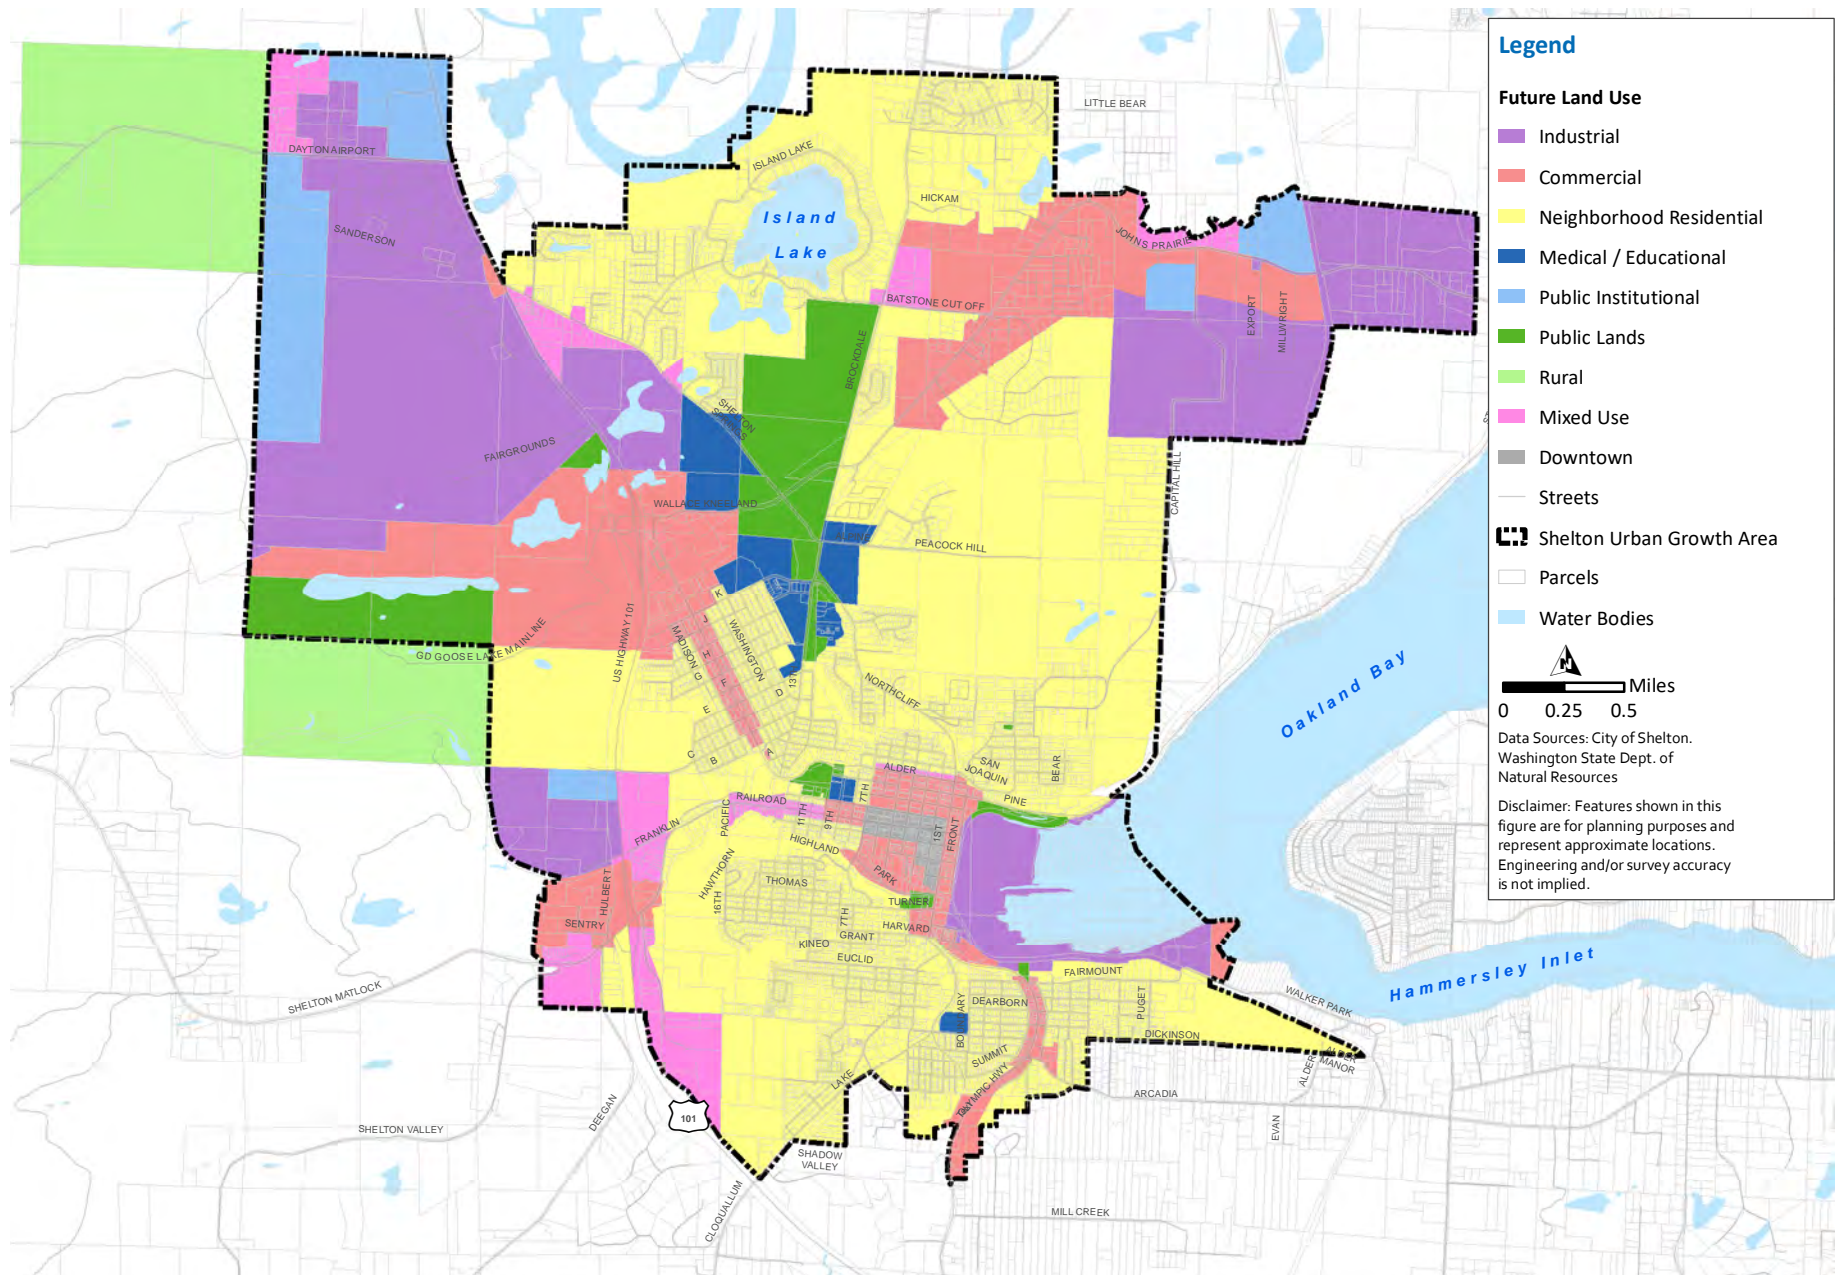 Legend
Future Land Use
Industrial
Commercial
Neighborhood Residential
Medical / Educational
Public Institutional
Public Lands
Rural
Mixed Use
Downtown
Streets
Shelton Urban Growth Area
Parcels
Water Bodies
N
Miles
0 0.25 0.5
Data Sources: City of Shelton.
Washington State Dept. of
Natural Resources
Disclaimer: Features shown in this
figure are for planning purposes and
represent approximate locations.
Engineering and/or survey accuracy
is not implied.
LITTLE BEAR
DAYTON AIRPORT
ISLAND LAKE
HICKAM
Island
Lake
SANDERSON
JOHNS PRAIRIE
BATSTONE CUT OFF
EXPORT
MILLWRIGHT
BROCKDALE
SHELTON
SPRINGS
FAIRGROUNDS
WALLACE KNEELAND
CAPITAL HILL
PEACOCK HILL
K
J
H
G
F
E
D
C
B
A
WASHINGTON
MADISON
US HIGHWAY 101
GD GOOSE LAKE MAINLINE
13TH
NORTHCLIFF
Oakland Bay
SAN
JOAQUIN
BEAR
ALDER
PINE
7TH
RAILROAD
11TH
9TH
PACIFIC
FRANKLIN
1ST
FRONT
HIGHLAND
PARK
HAWTHORN
THOMAS
16TH
HULBERT
SENTRY
TURNER
7TH
HARVARD
GRANT
KINEO
EUCLID
FAIRMOUNT
Hammersley Inlet
SHELTON MATLOCK
WALKER PARK
DEARBORN
BOUNDARY
PUGET
DICKINSON
SUMMIT
ALDER
MANOR
ALDER
LAKE
OLYMPIC HWY
ARCADIA
DEEGAN
101
EVAN
SHELTON VALLEY
SHADOW
VALLEY
CLOQUALLUM
MILL CREEK